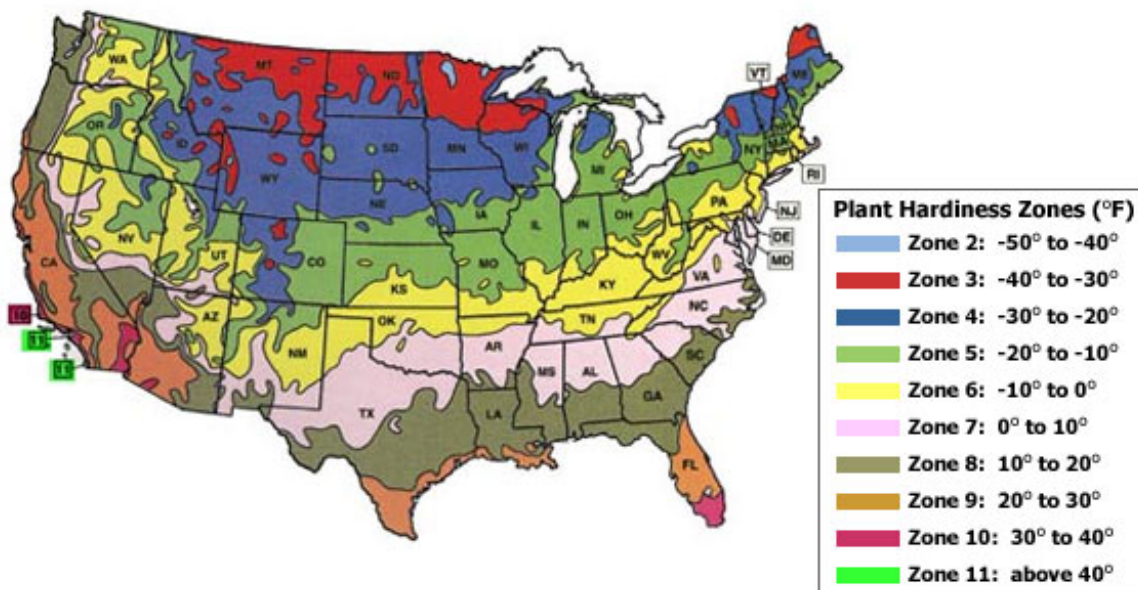 WA
MT
ND
VT
ME
OR
ID
SD
MN
WI
MI
NY
MA
WY
RI
NE
IA
PA
NJ
NV
UT
CO
IL
IN
OH
DE
MD
CA
KS
MO
WV
KY
VA
10
AZ
NM
OK
TN
NC
11
AR
SC
11
TX
MS
AL
GA
LA
FL
Plant Hardiness Zones (°F)
Zone 2: -50° to -40°
Zone 3: -40° to -30°
Zone 4: -30° to -20°
Zone 5: -20° to -10°
Zone 6: -10° to 0°
Zone 7: 0° to 10°
Zone 8: 10° to 20°
Zone 9: 20° to 30°
Zone 10: 30° to 40°
Zone 11: above 40°